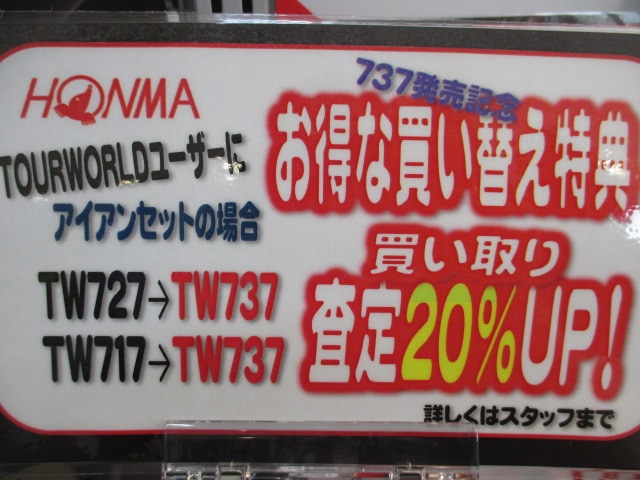 HONMA
737発売記念
お得な買い替え特典
TOURWORLDユーザーに
アイアンセットの場合
買い取り
TW727→TW737
査定20%UP!
TW717→TW737
詳しくはスタッフまで